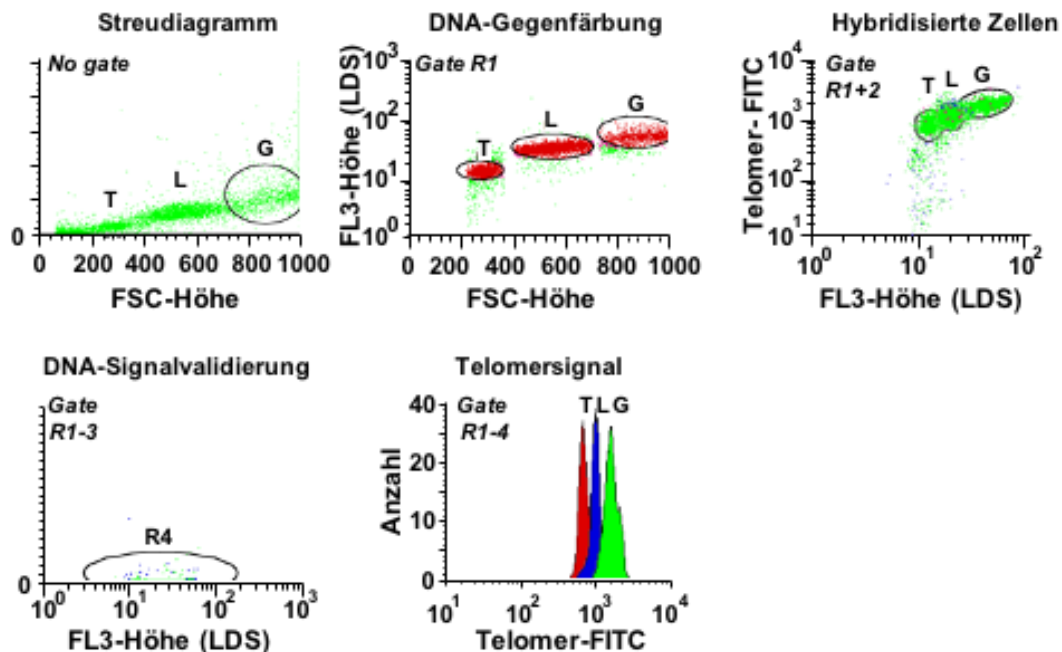 Streudiagramm
No gate
T
L
G
0
0 200 400 600 800 1000
FSC-Höhe
DNA-Gegenfärbung
FL3-Höhe (LDS)
10³
10²
10¹
10⁰
Gate R1
T
L
G
0 200 400 600 800 1000
FSC-Höhe
Hybridisierte Zellen
Telomer- FITC
10⁴
10³
10²
10¹
Gate
R1+2
T L G
10⁰ 10¹ 10²
FL3-Höhe (LDS)
DNA-Signalvalidierung
Gate
R1-3
R4
0
10⁰ 10¹ 10² 10³
FL3-Höhe (LDS)
Telomersignal
Anzahl
40
20
10
0
Gate
R1-4
T L G
10¹ 10² 10³ 10⁴
Telomer-FITC